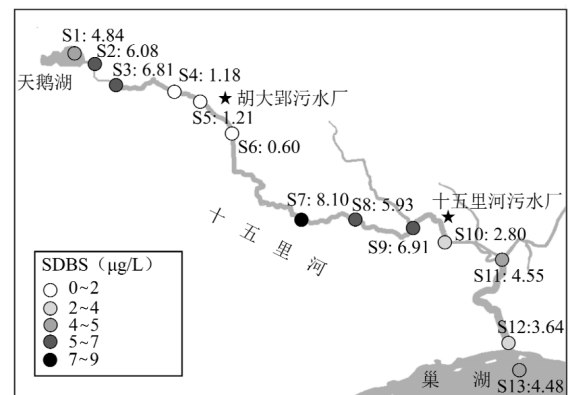 S1: 4.84
S2: 6.08
天鹅湖
S3: 6.81
S4: 1.18
胡大郢污水厂
S5: 1.21
S6: 0.60
S7: 8.10
S8: 5.93
十五里河污水厂
S9: 6.91
S10: 2.80
十五里河
S11: 4.55
SDBS（μg/L）
0~2
2~4
4~5
5~7
7~9
S12:3.64
巢湖
S13:4.48